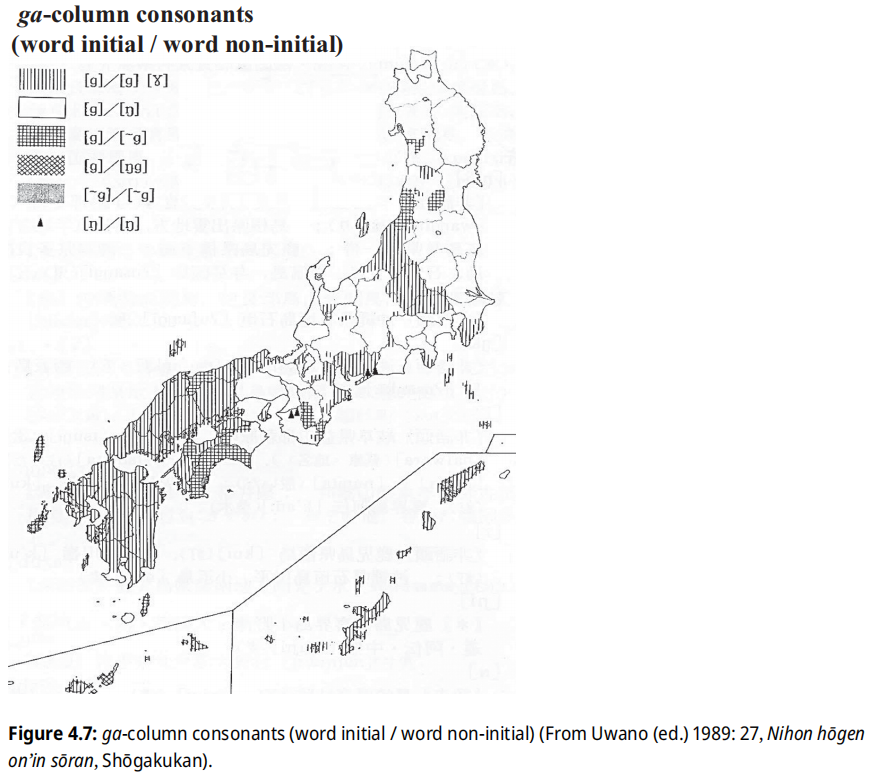 ga-column consonants
(word initial / word non-initial)
[g]/[g] [ɣ]
[g]/[ŋ]
[g]/[~g]
[g]/[ŋg]
[~g]/[~g]
[ŋ]/[ŋ]
Figure 4.7: ga-column consonants (word initial / word non-initial) (From Uwano (ed.) 1989: 27, Nihon hōgen
on’in sōran, Shōgakukan).